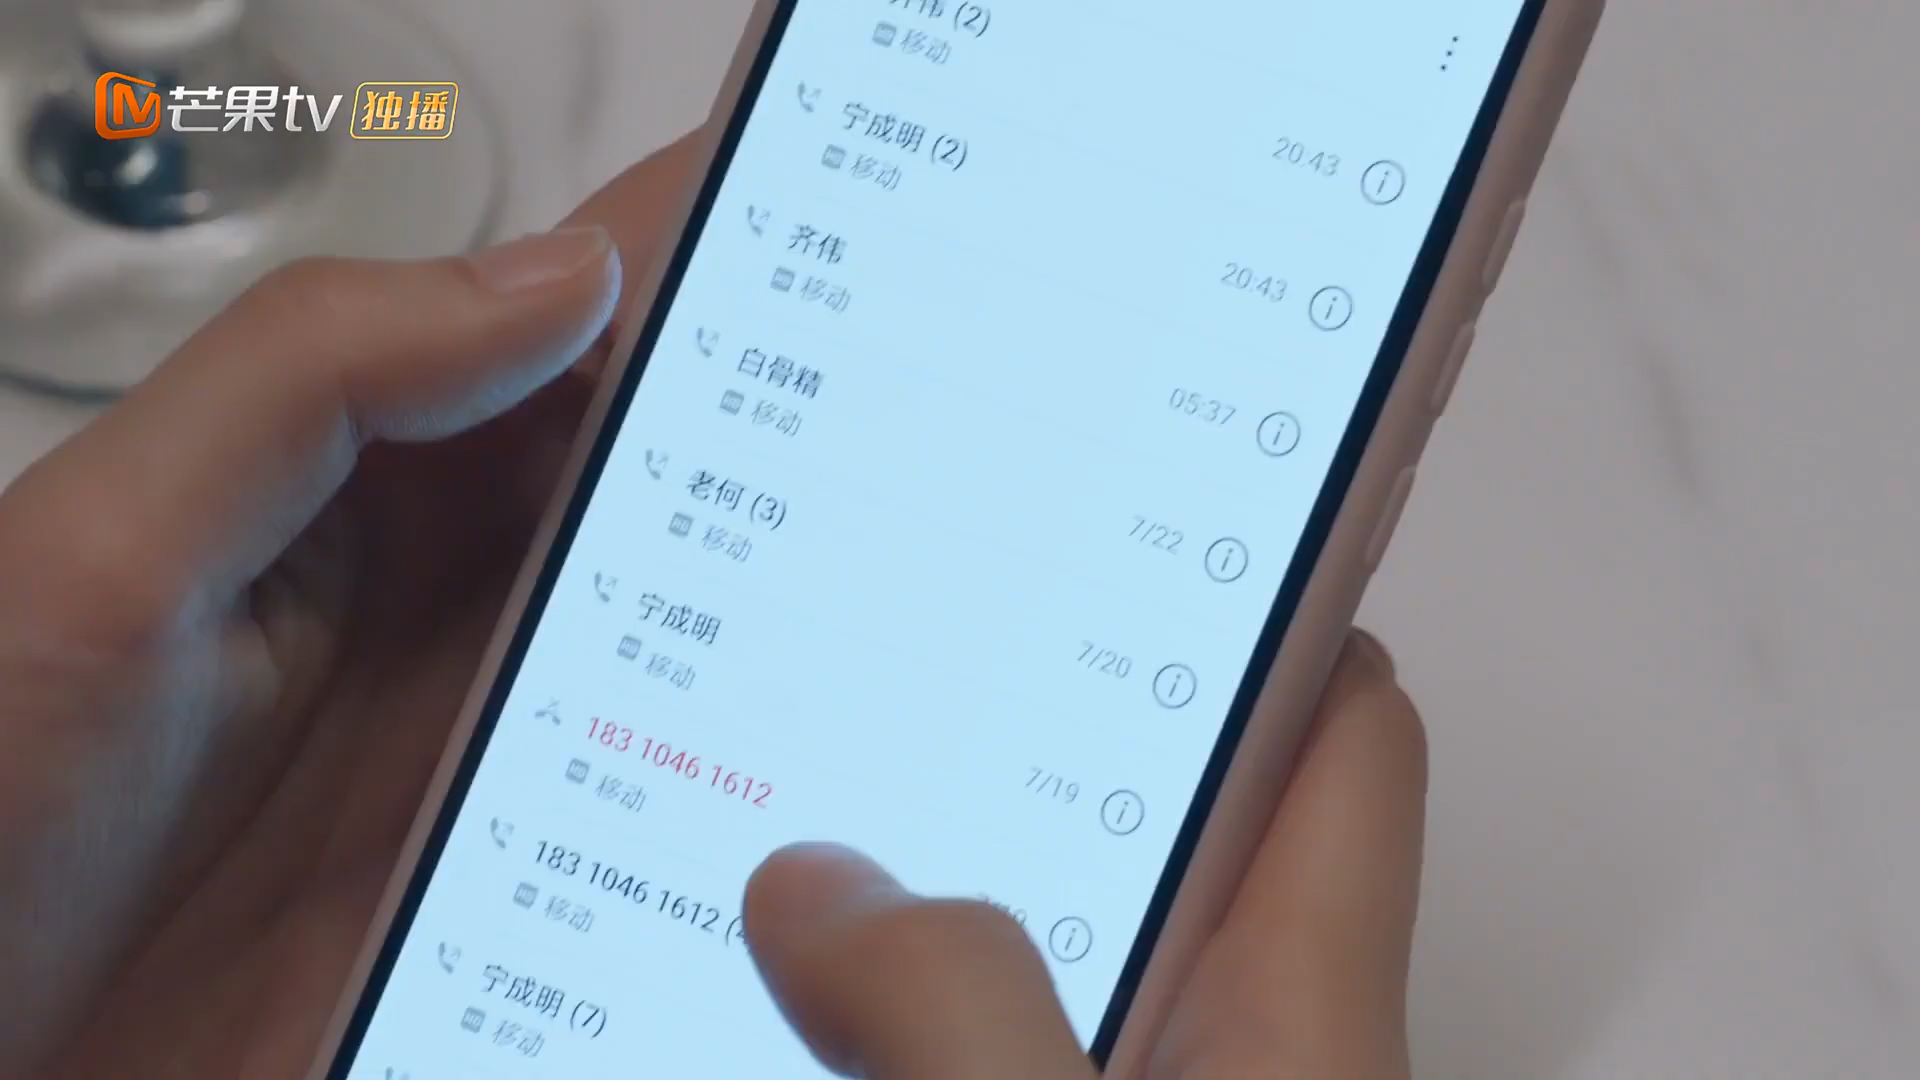 芒果tv 独播
齐伟 (2)
移动
宁成明 (2)
20:43
移动
齐伟
20:43
移动
白骨精
05:37
移动
老何 (3)
7/22
移动
宁成明
7/20
移动
183 1046 1612
7/19
移动
183 1046 1612
移动
宁成明 (7)
移动